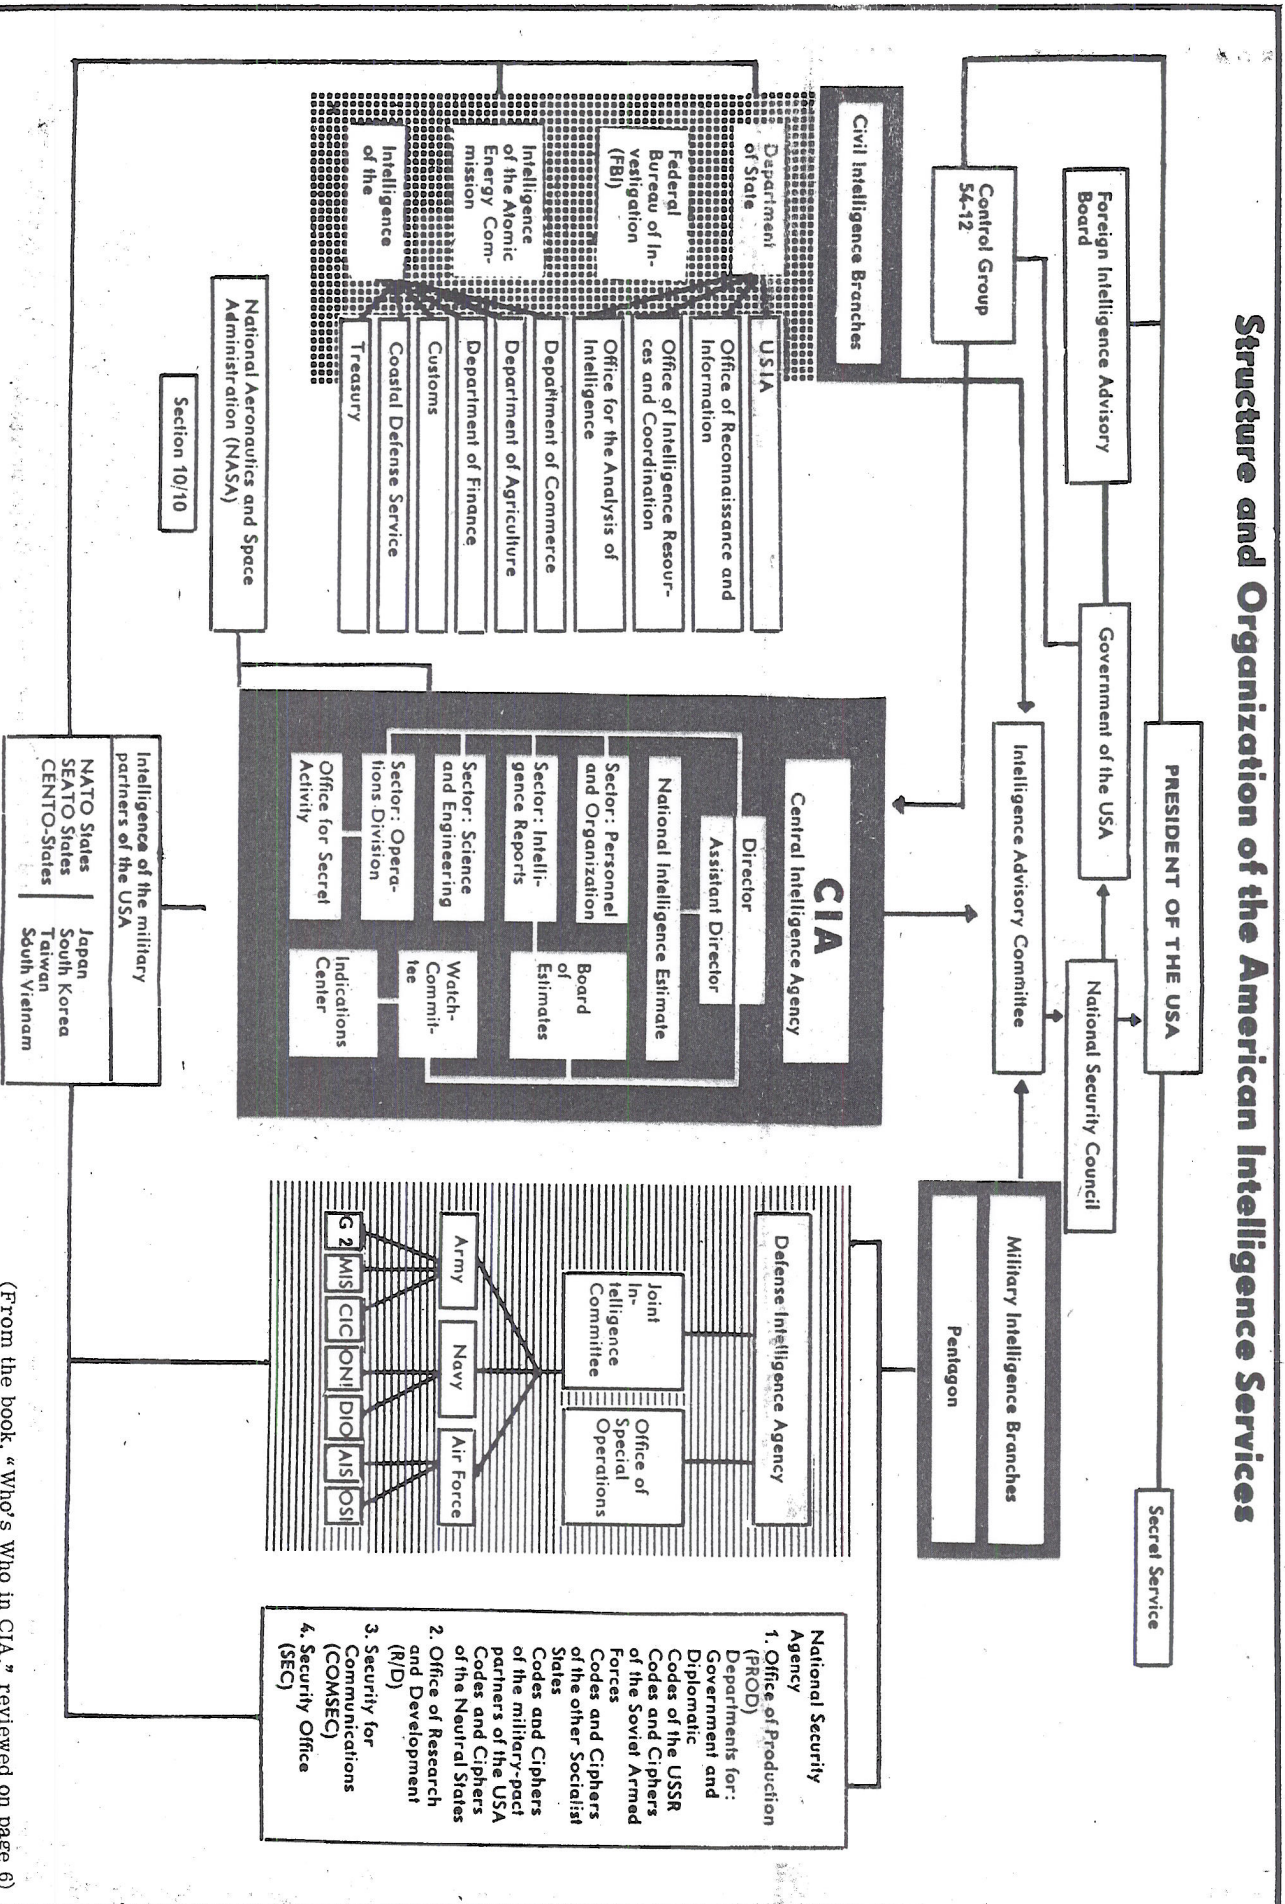 Structure and Organization of the American Intelligence Services
PRESIDENT OF THE USA
Secret Service
Foreign Intelligence Advisory
Board
Government of the USA
National Security Council
Control Group
54-12
Intelligence Advisory Committee
Military Intelligence Branches
Pentagon
Civil Intelligence Branches
Department
of State
Federal
Bureau of In-
vestigation
(FBI)
Intelligence
of the Atomic
Energy Com-
mission
Intelligence
of the
USIA
Office of Reconnaissance and
Information
Office of Intelligence Resour-
ces and Coordination
Office for the Analysis of
Intelligence
Department of Commerce
Department of Agriculture
Department of Finance
Customs
Coastal Defense Service
Treasury
National Aeronautics and Space
Administration (NASA)
Section 10/10
CIA
Central Intelligence Agency
Director
Assistant Director
National Intelligence Estimate
Sector: Personnel
and Organization
Sector: Intelli-
gence Reports
Sector: Science
and Engineering
Sector: Opera-
tions Division
Office for Secret
Activity
Board
of
Estimates
Watch-
Commit-
tee
Indications
Center
Defense Intelligence Agency
Joint
In-
telligence
Committee
Office of
Special
Operations
Army
Navy
Air Force
G 2
MIS
CIC
ONI
DIO
AIS
OSI
National Security
Agency
1. Office of Production
(PROD)
Departments for:
Government and
Diplomatic
Codes of the USSR
Codes and Ciphers
of the Soviet Armed
Forces
Codes and Ciphers
of the other Socialist
States
Codes and Ciphers
of the military-pact
partners of the USA
Codes and Ciphers
of the Neutral States
2. Office of Research
and Development
(R/D)
3. Security for
Communications
(COMSEC)
4. Security Office
(SEC)
Intelligence of the military
partners of the USA
NATO States
SEATO States
CENTO-States
Japan
South Korea
Taiwan
South Vietnam
(From the book, "Who's Who in CIA," reviewed on page 6)